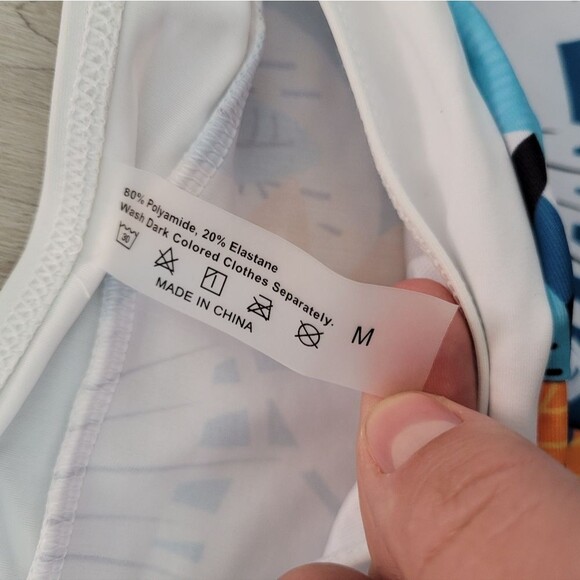 80% Polyamide, 20% Elastane
Wash Dark Colored Clothes Separately.
30
MADE IN CHINA
M